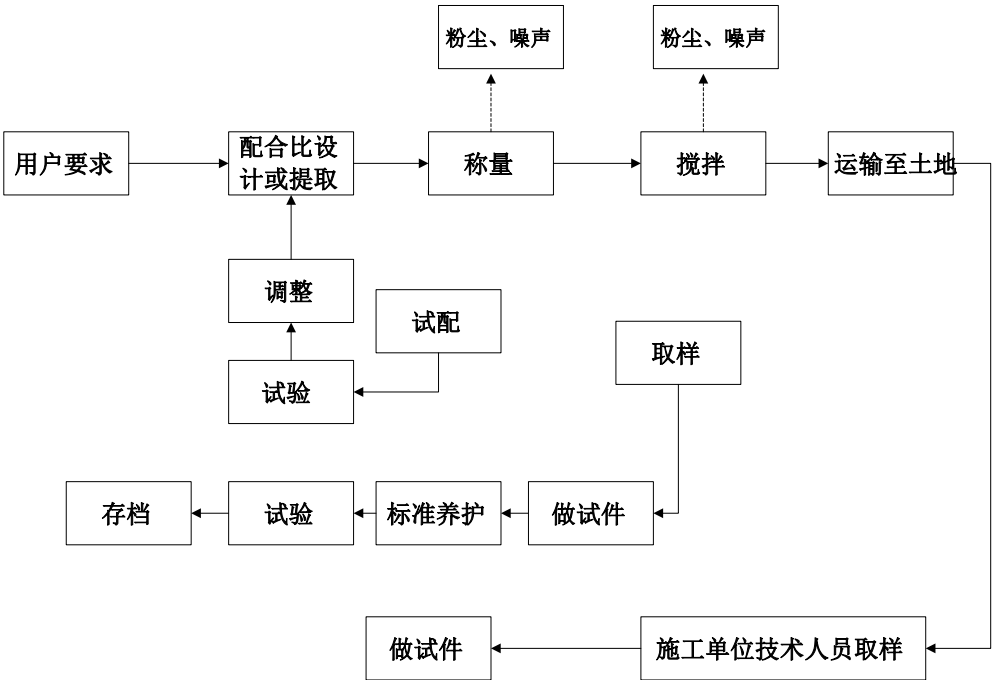 粉尘、噪声
粉尘、噪声
用户要求
配合比设
计或提取
称量
搅拌
运输至土地
调整
试配
取样
试验
存档
试验
标准养护
做试件
做试件
施工单位技术人员取样